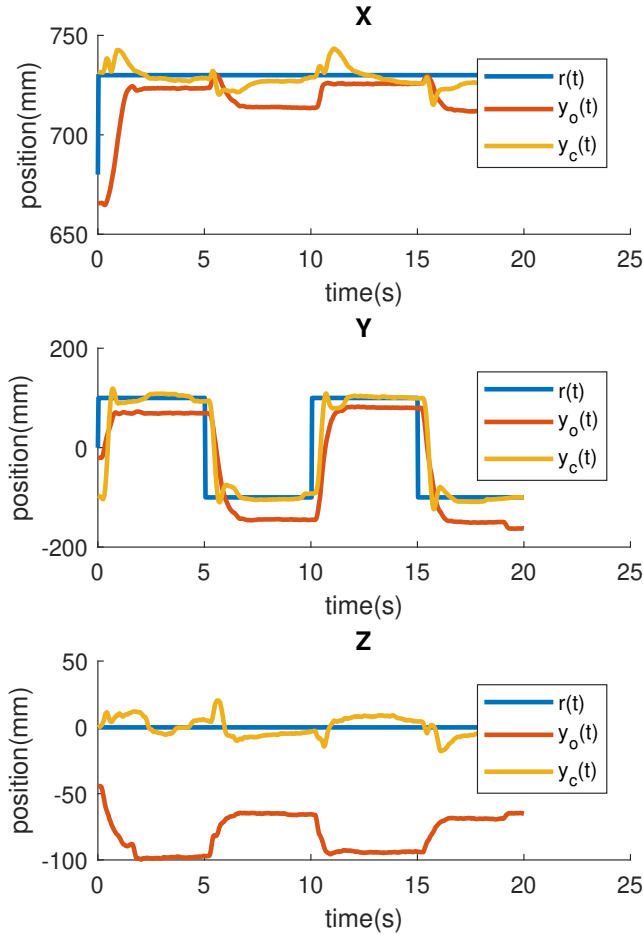 X
750
700
650
position(mm)
0
5
10
15
20
25
time(s)
r(t)
y_o(t)
y_c(t)
Y
200
0
-200
position(mm)
0
5
10
15
20
25
time(s)
r(t)
y_o(t)
y_c(t)
Z
50
0
-50
-100
position(mm)
0
5
10
15
20
25
time(s)
r(t)
y_o(t)
y_c(t)